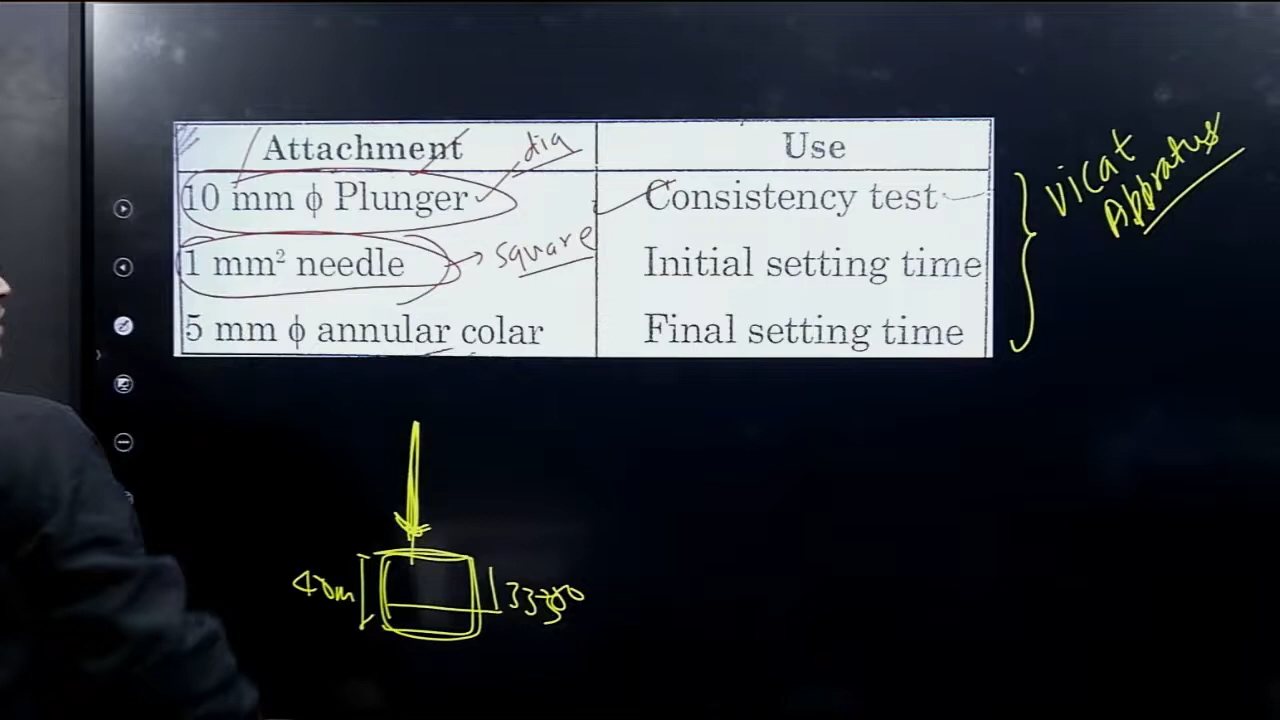 Attachment
dia
Use
10 mm ϕ Plunger
Consistency test
1 mm² needle
square
Initial setting time
5 mm ϕ annular colar
Final setting time
vicat
Apparatus